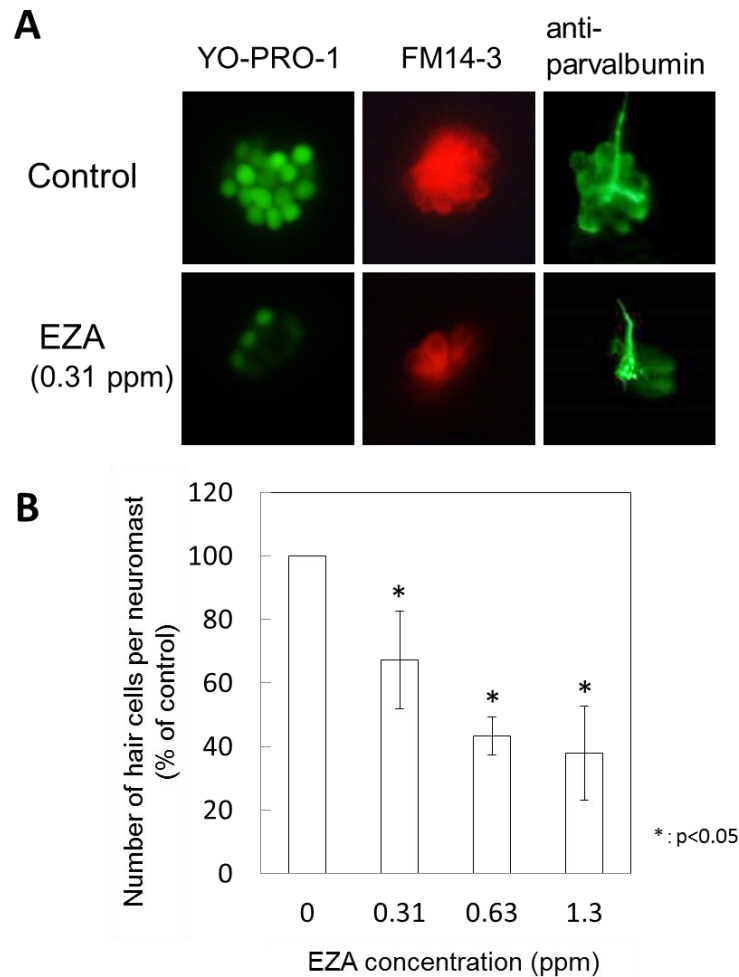 A
YO-PRO-1
FM14-3
anti-
parvalbumin
Control
EZA
(0.31 ppm)
B
Number of hair cells per neuromast
(% of control)
120
100
80
60
40
20
0
*
*
*
0
0.31
0.63
1.3
EZA concentration (ppm)
*: p<0.05